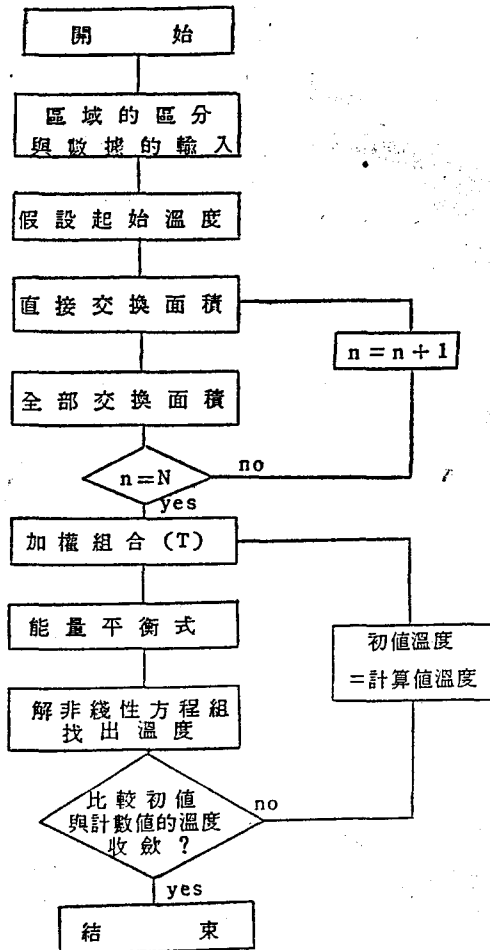 開 始
區域的區分
與數據的輸入
假設起始溫度
直接交換面積
n=n+1
全部交換面積
n=N
no
yes
加權組合(T)
能量平衡式
初值溫度
=計算值溫度
解非綫性方程組
找出溫度
比較初值
與計數值的溫度
收歛?
no
yes
結 束